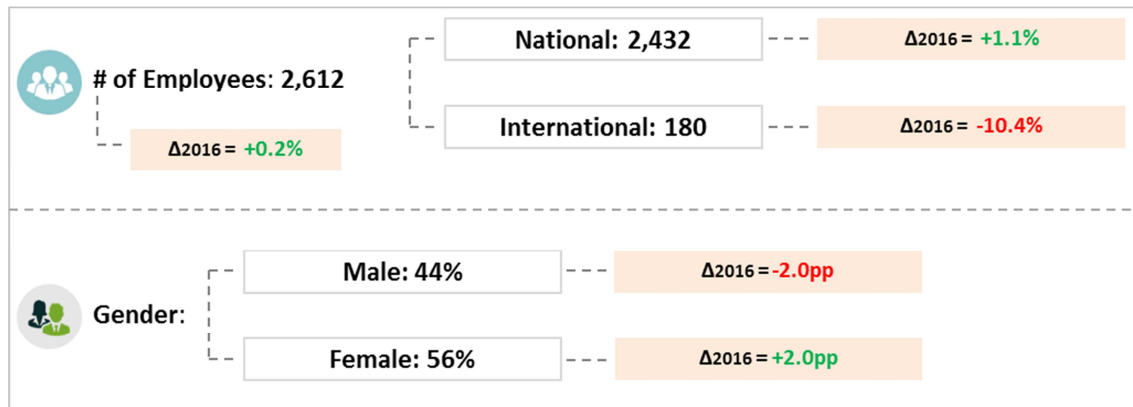 National: 2,432
Δ2016 = +1.1%
# of Employees: 2,612
International: 180
Δ2016 = -10.4%
Δ2016 = +0.2%
Male: 44%
Δ2016 = -2.0pp
Gender:
Female: 56%
Δ2016 = +2.0pp